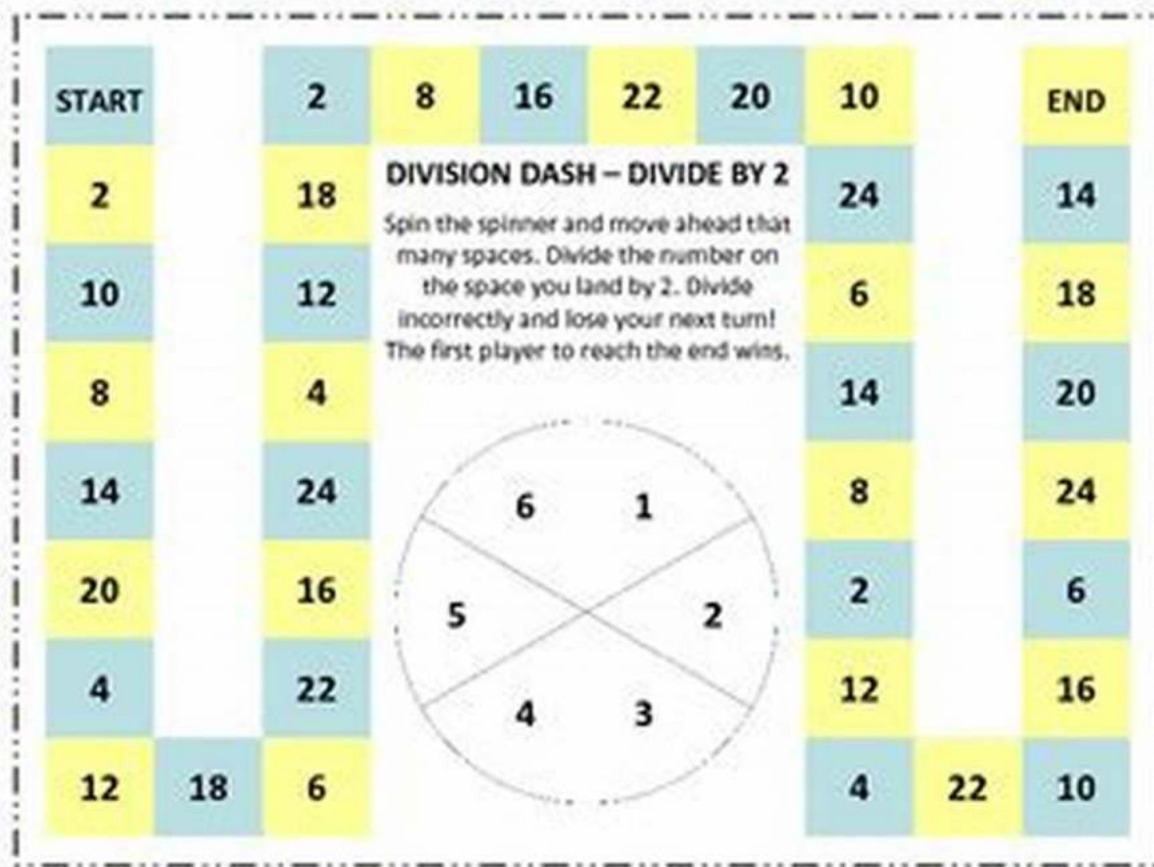 START 2 8 16 22 20 10 END
2 18 DIVISION DASH – DIVIDE BY 2 24 14
Spin the spinner and move ahead that
many spaces. Divide the number on
the space you land by 2. Divide
incorrectly and lose your next turn!
The first player to reach the end wins.
10 12 6 18
8 4 14 20
14 24 6 1 8 24
20 16 5 2 2 6
4 22 4 3 12 16
12 18 6 4 22 10